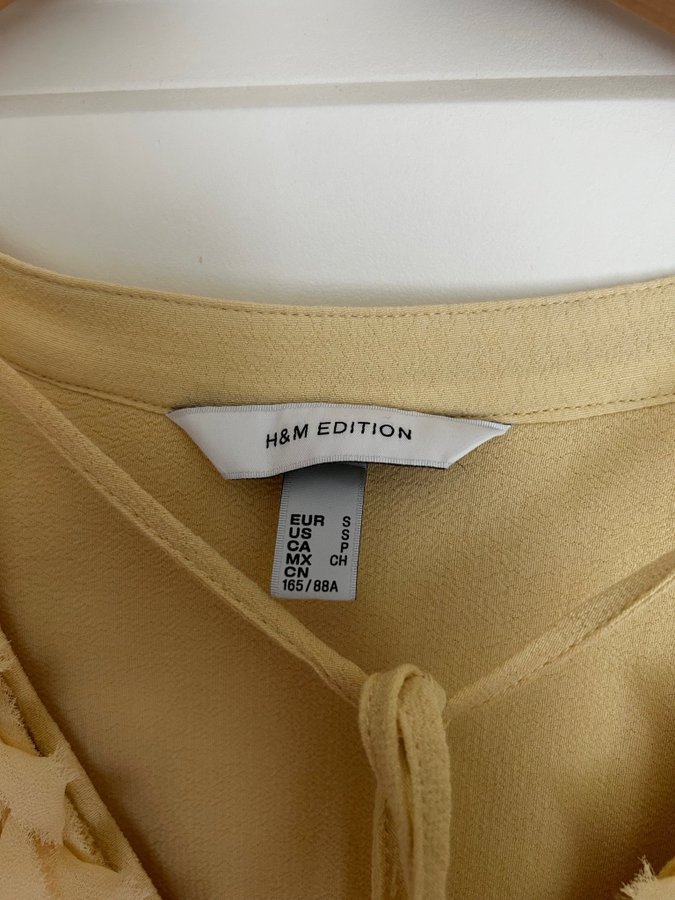 H&M EDITION
EUR S
US S
CA P
MX CH
CN
165/88A